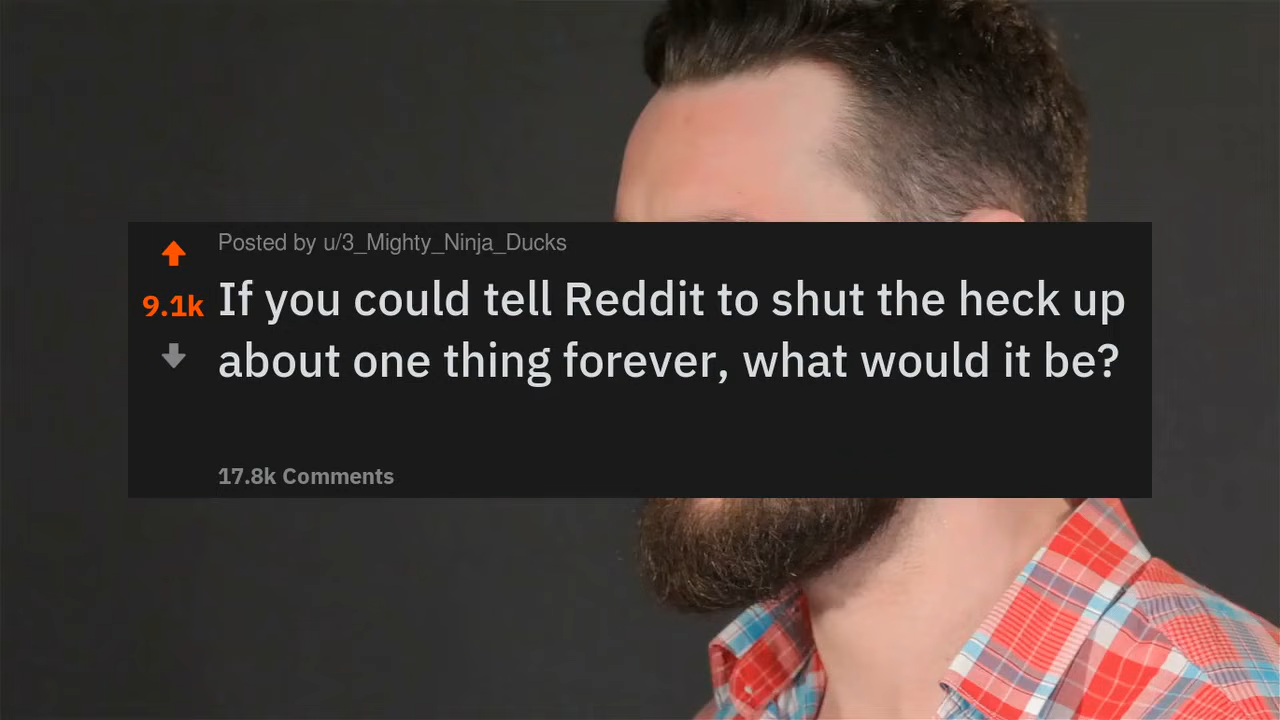 Posted by u/3_Mighty_Ninja_Ducks
9.1k
If you could tell Reddit to shut the heck up
about one thing forever, what would it be?
17.8k Comments